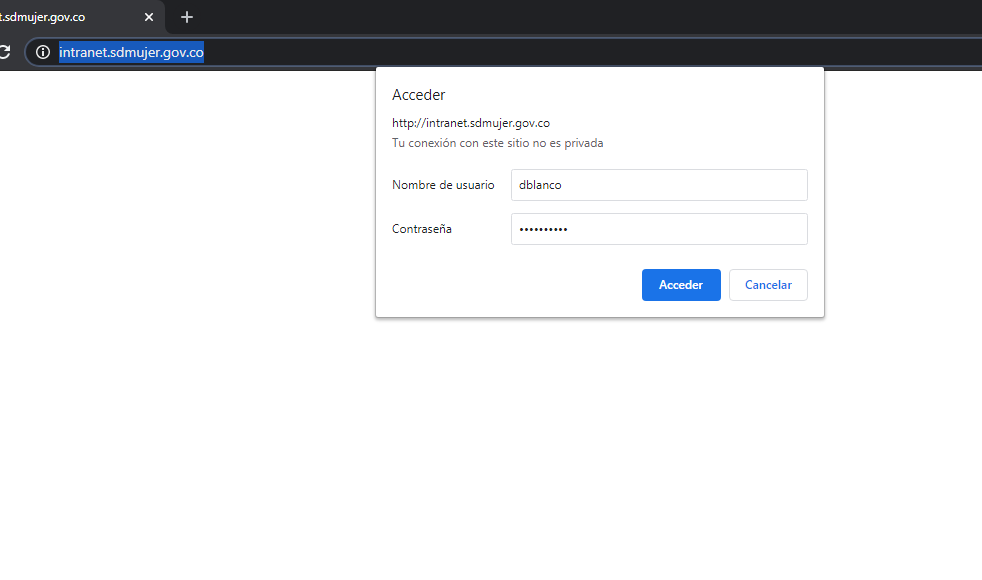 t.sdmujer.gov.co
intranet.sdmujer.gov.co
Acceder
http://intranet.sdmujer.gov.co
Tu conexión con este sitio no es privada
Nombre de usuario dblanco
Contraseña ••••••••••
Acceder Cancelar